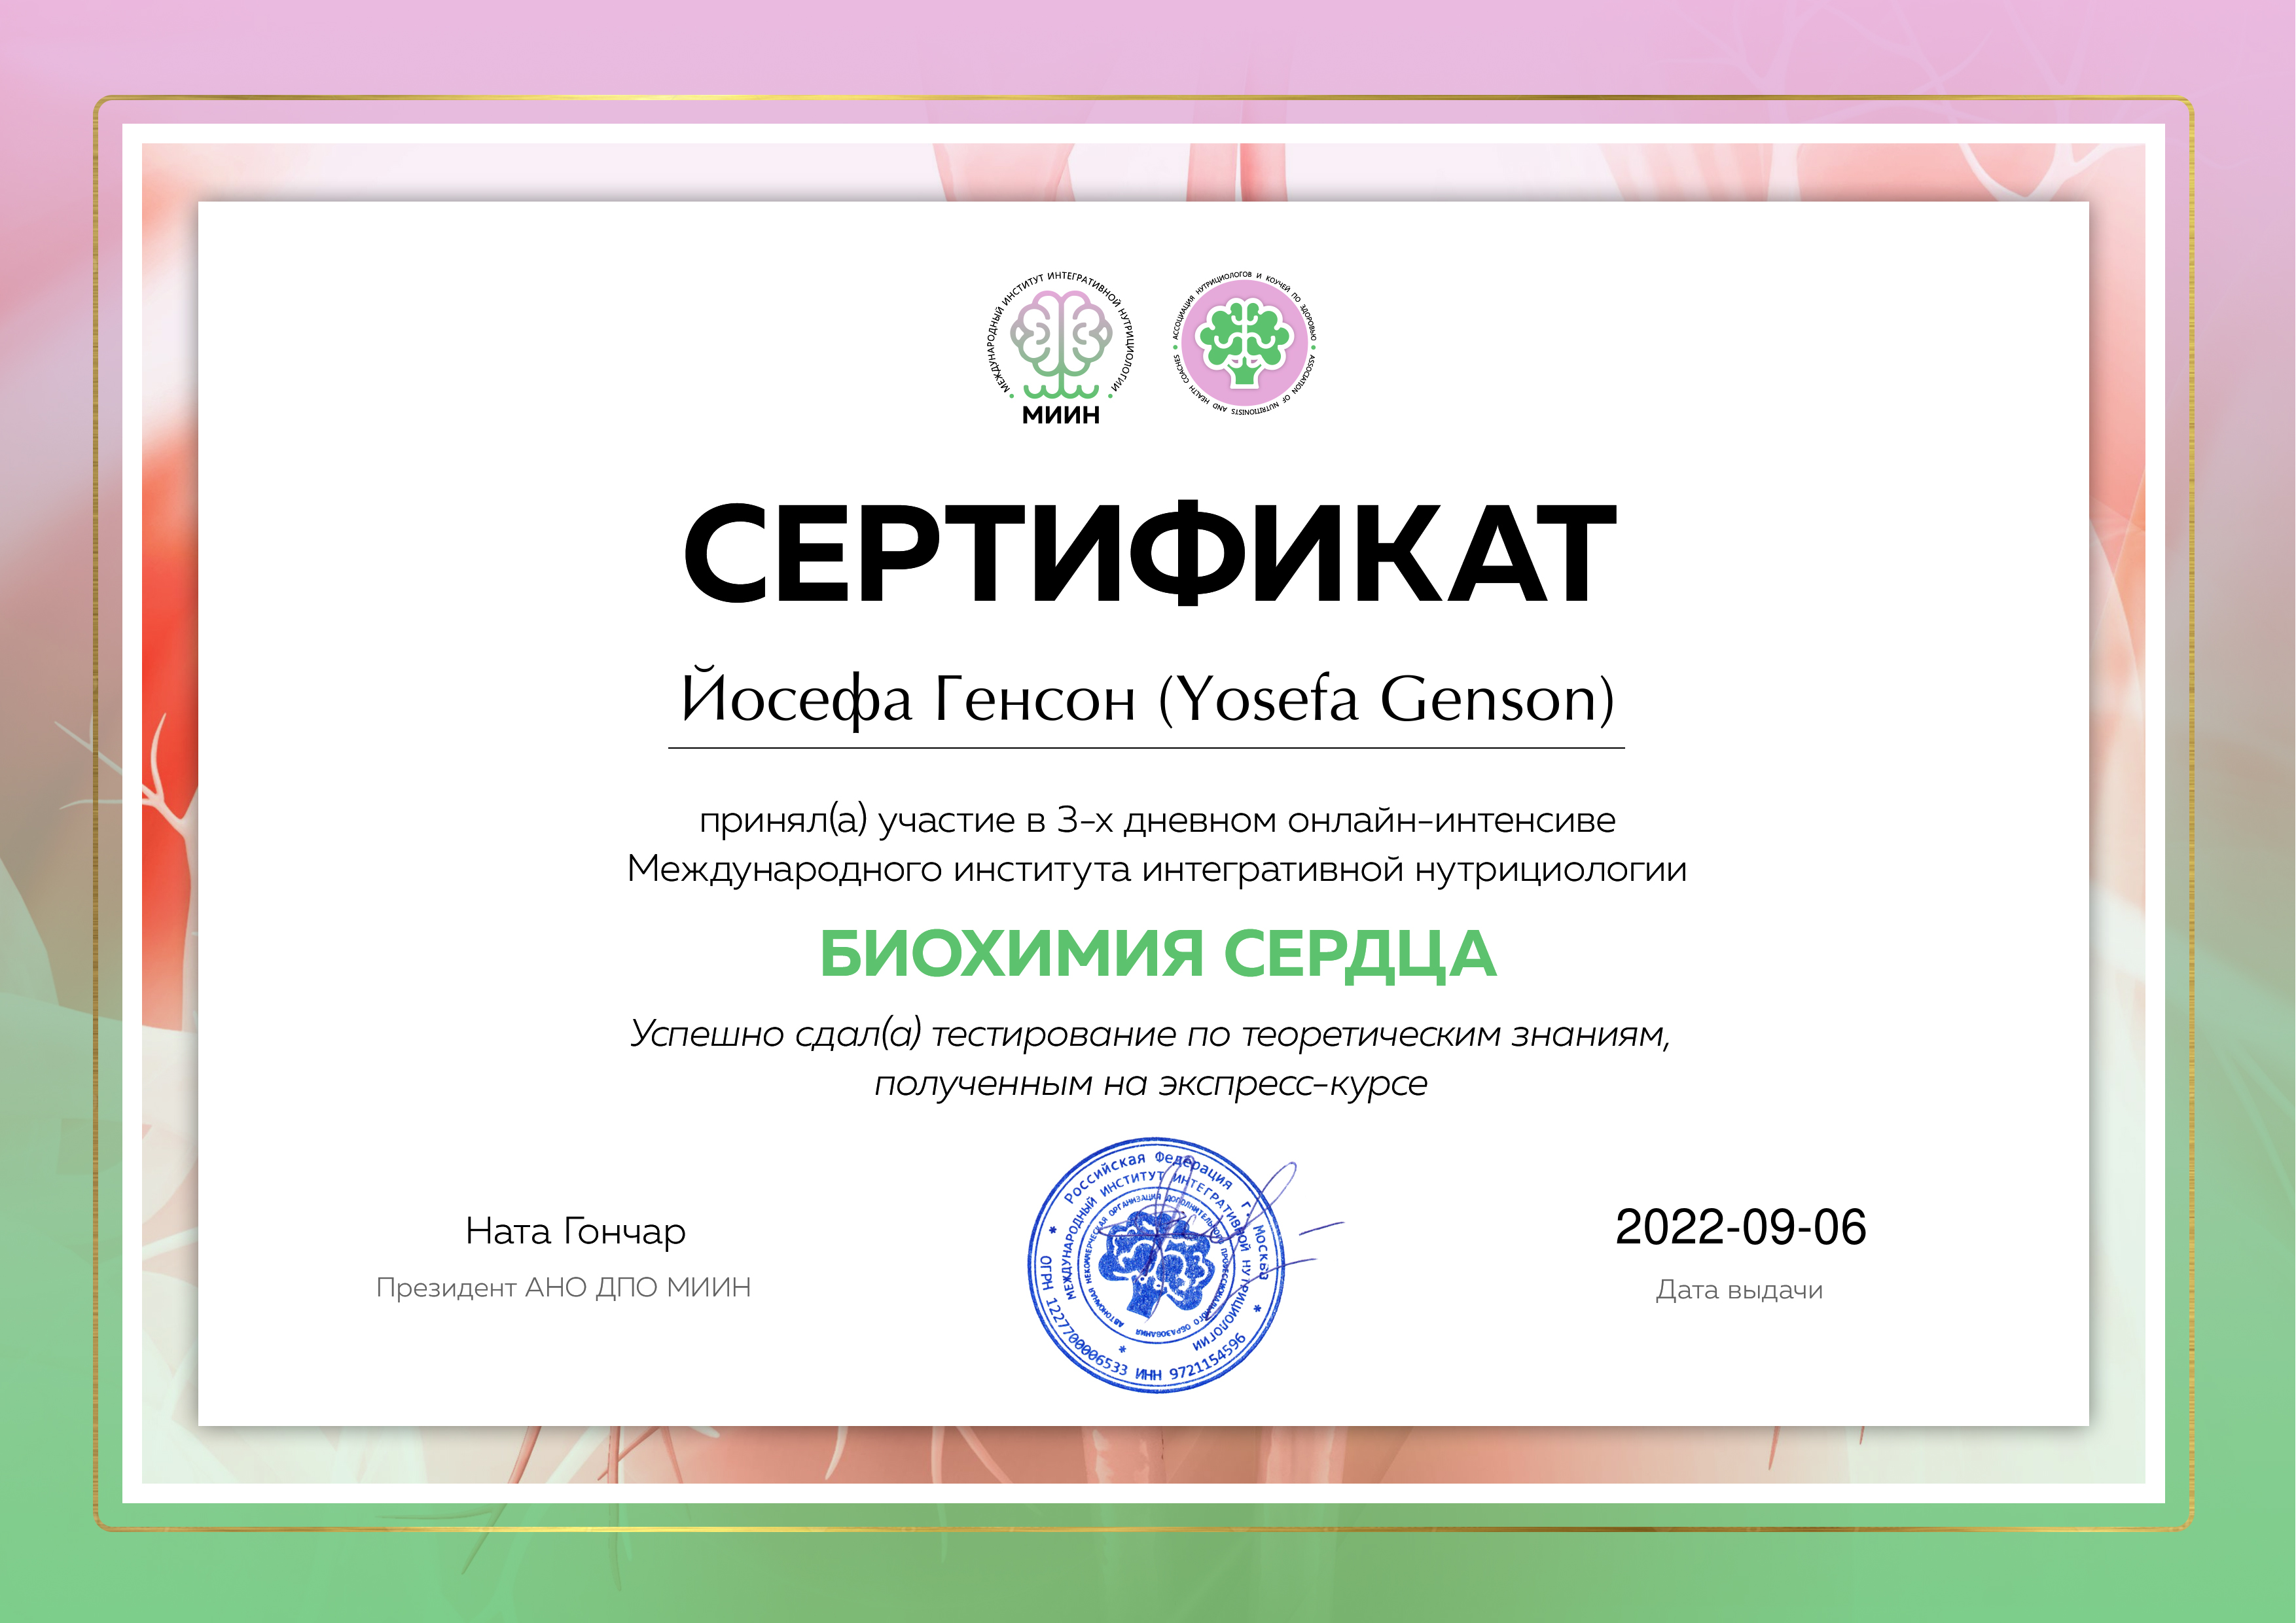 МЕЖДУНАРОДНЫЙ ИНСТИТУТ ИНТЕГРАТИВНОЙ НУТРИЦИОЛОГИИ
МИИН
АССОЦИАЦИЯ НУТРИЦИОЛОГОВ И КОУЧЕЙ ПО ЗДОРОВЬЮ
ASSOCIATION OF NUTRITIONISTS AND HEALTH COACHES
СЕРТИФИКАТ
Йосефа Генсон (Yosefa Genson)
принял(а) участие в 3-х дневном онлайн-интенсиве
Международного института интегративной нутрициологии
БИОХИМИЯ СЕРДЦА
Успешно сдал(а) тестирование по теоретическим знаниям,
полученным на экспресс-курсе
Ната Гончар
Президент АНО ДПО МИИН
* Российская Федерация г. Москва *
ОГРН 1227700006533 ИНН 9721154596
МЕЖДУНАРОДНЫЙ ИНСТИТУТ ИНТЕГРАТИВНОЙ НУТРИЦИОЛОГИИ *
АВТОНОМНАЯ НЕКОММЕРЧЕСКАЯ ОРГАНИЗАЦИЯ ДОПОЛНИТЕЛЬНОГО ПРОФЕССИОНАЛЬНОГО ОБРАЗОВАНИЯ
2022-09-06
Дата выдачи